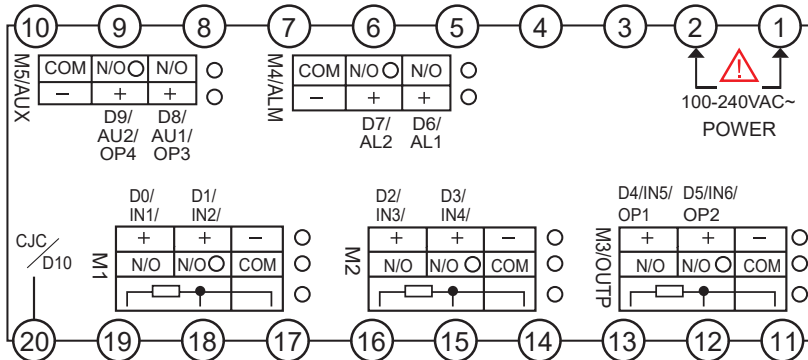 10 9 8 7 6 5 4 3 2 1
M5/AUX
COM N/O N/O
− + +
D9/ D8/
AU2/ AU1/
OP4 OP3
M4/ALM
COM N/O N/O
− + +
D7/ D6/
AL2 AL1
100-240VAC~
POWER
CJC/D10
M1
D0/ D1/
IN1/ IN2/
+ + −
N/O N/O COM
M2
D2/ D3/
IN3/ IN4/
+ + −
N/O N/O COM
M3/OUTP
D4/IN5/ D5/IN6/
OP1 OP2
+ + −
N/O N/O COM
20 19 18 17 16 15 14 13 12 11